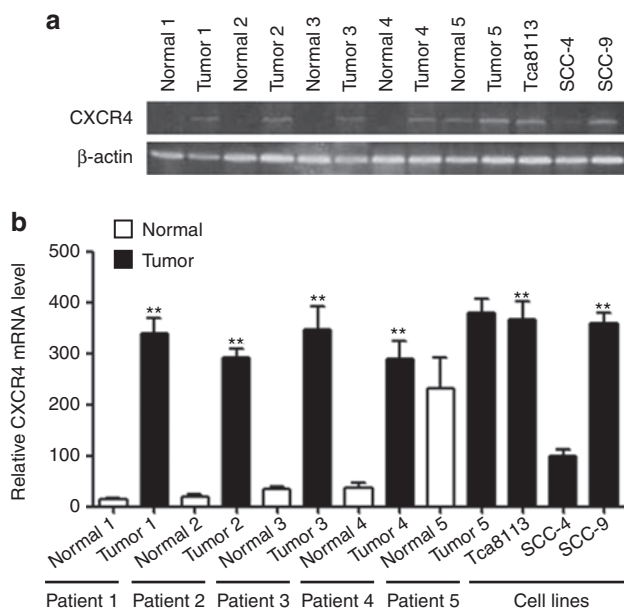 a
Normal 1
Tumor 1
Normal 2
Tumor 2
Normal 3
Tumor 3
Normal 4
Tumor 4
Normal 5
Tumor 5
Tca8113
SCC-4
SCC-9
CXCR4
β-actin
b
Normal
Tumor
Relative CXCR4 mRNA level
500
400
300
200
100
0
**
**
**
**
**
**
Normal 1
Tumor 1
Normal 2
Tumor 2
Normal 3
Tumor 3
Normal 4
Tumor 4
Normal 5
Tumor 5
Tca8113
SCC-4
SCC-9
Patient 1
Patient 2
Patient 3
Patient 4
Patient 5
Cell lines